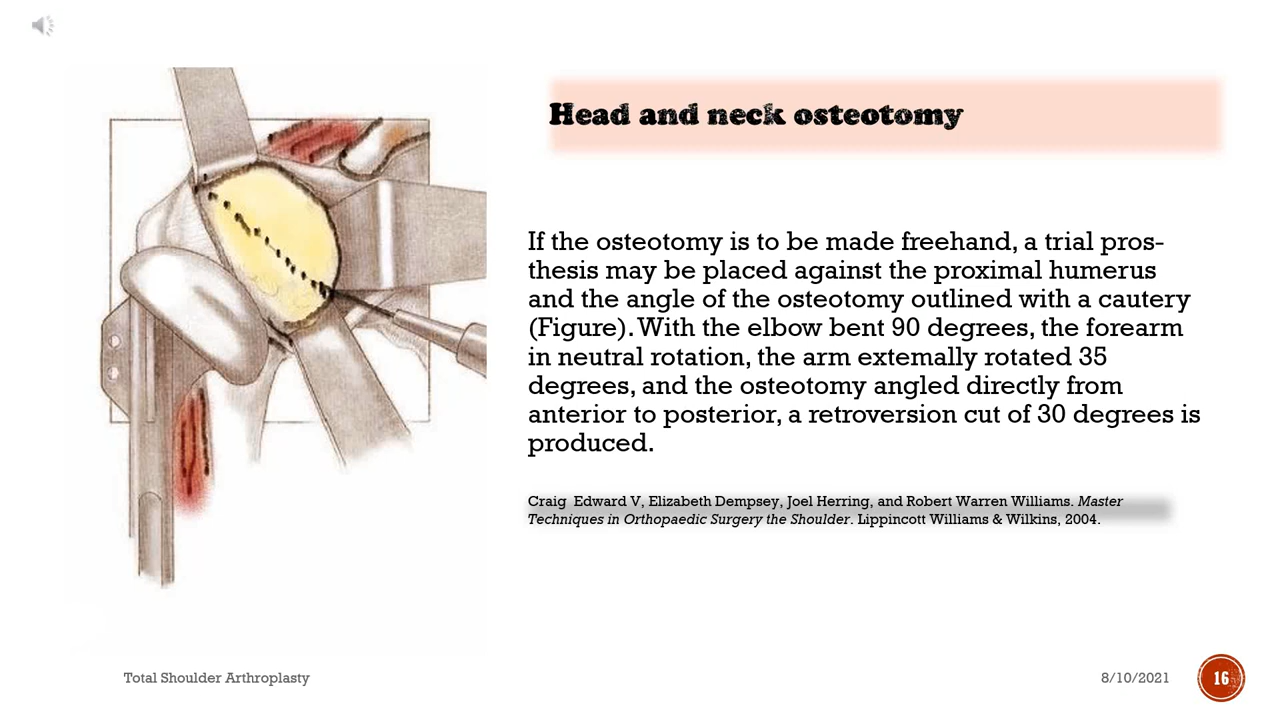 Head and neck osteotomy
If the osteotomy is to be made freehand, a trial pros-
thesis may be placed against the proximal humerus
and the angle of the osteotomy outlined with a cautery
(Figure). With the elbow bent 90 degrees, the forearm
in neutral rotation, the arm extemally rotated 35
degrees, and the osteotomy angled directly from
anterior to posterior, a retroversion cut of 30 degrees is
produced.
Craig Edward V, Elizabeth Dempsey, Joel Herring, and Robert Warren Williams. Master
Techniques in Orthopaedic Surgery the Shoulder. Lippincott Williams & Wilkins, 2004.
Total Shoulder Arthroplasty
8/10/2021
16